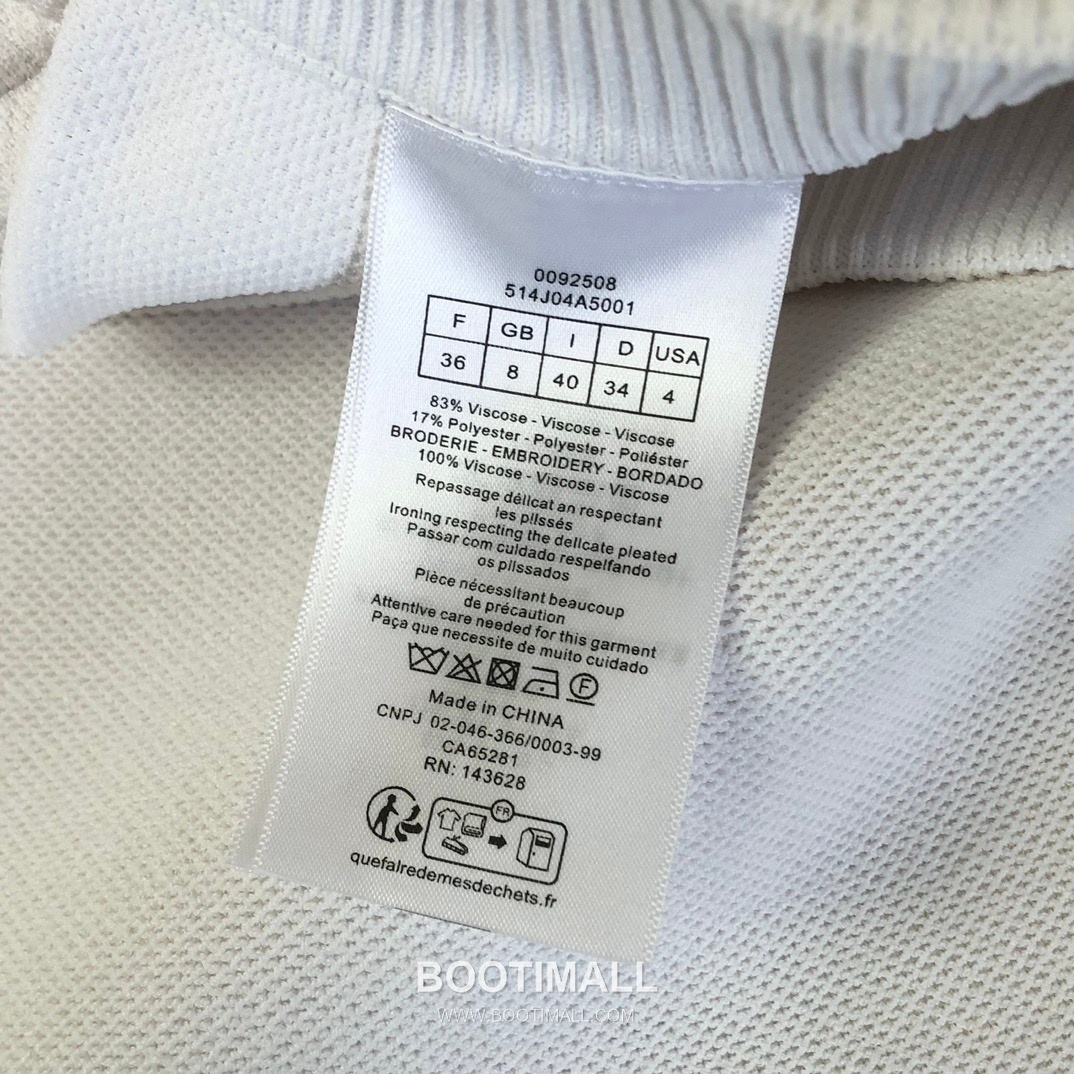 0092508
514J04A5001
F GB I D USA
36 8 40 34 4
83% Viscose - Viscose - Viscose
17% Polyester - Polyester - Poliéster
BRODERIE - EMBROIDERY - BORDADO
100% Viscose - Viscose - Viscose
Repassage délicat an respectant
les plissés
Ironing respecting the delicate pleated
Passar com cuidado respelfando
os plissados
Pièce nécessitant beaucoup
de précaution
Attentive care needed for this garment
Paça que necessite de muito cuidado
F
Made in CHINA
CNPJ 02-046-366/0003-99
CA65281
RN: 143628
FR
quefairedemesdechets.fr
BOOTIMALL
WWW.BOOTIMALL.COM